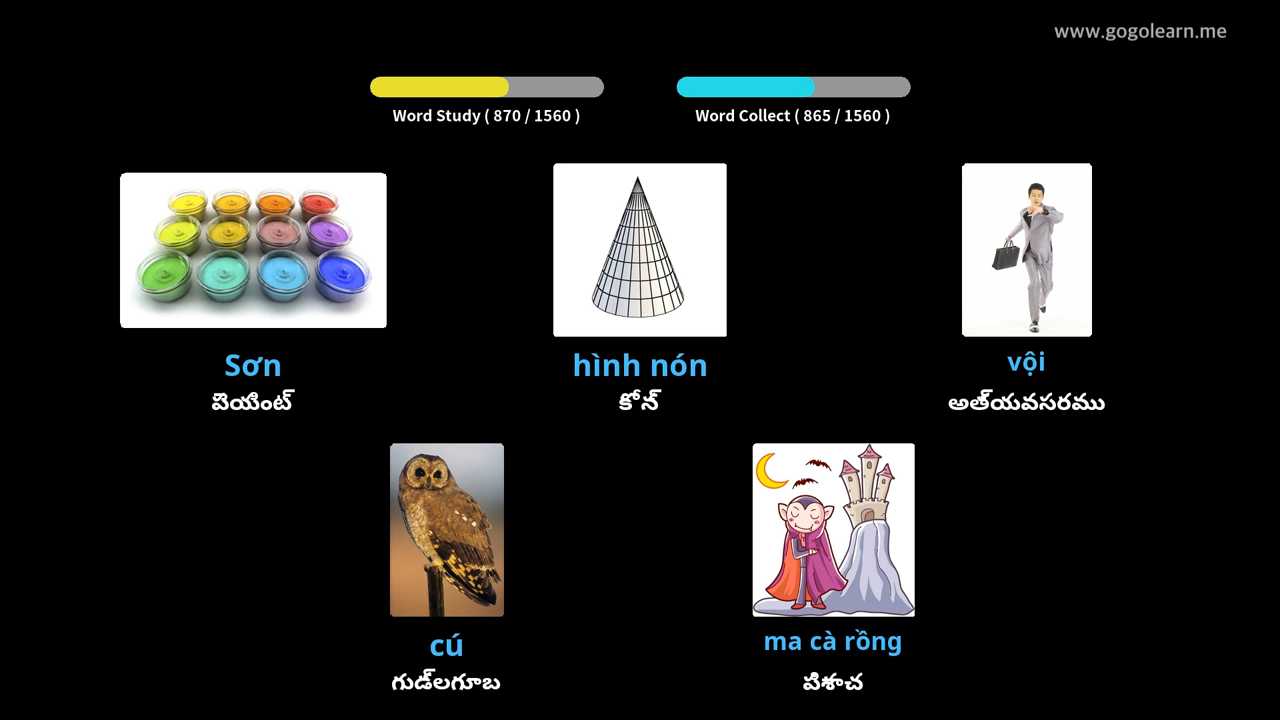 www.gogolearn.me
Word Study ( 870 / 1560 )
Word Collect ( 865 / 1560 )
Sơn
పెయింట్
hình nón
కోన్
vội
అత్యవసరము
cú
గుడ్లగూబ
ma cà rồng
పిశాచ